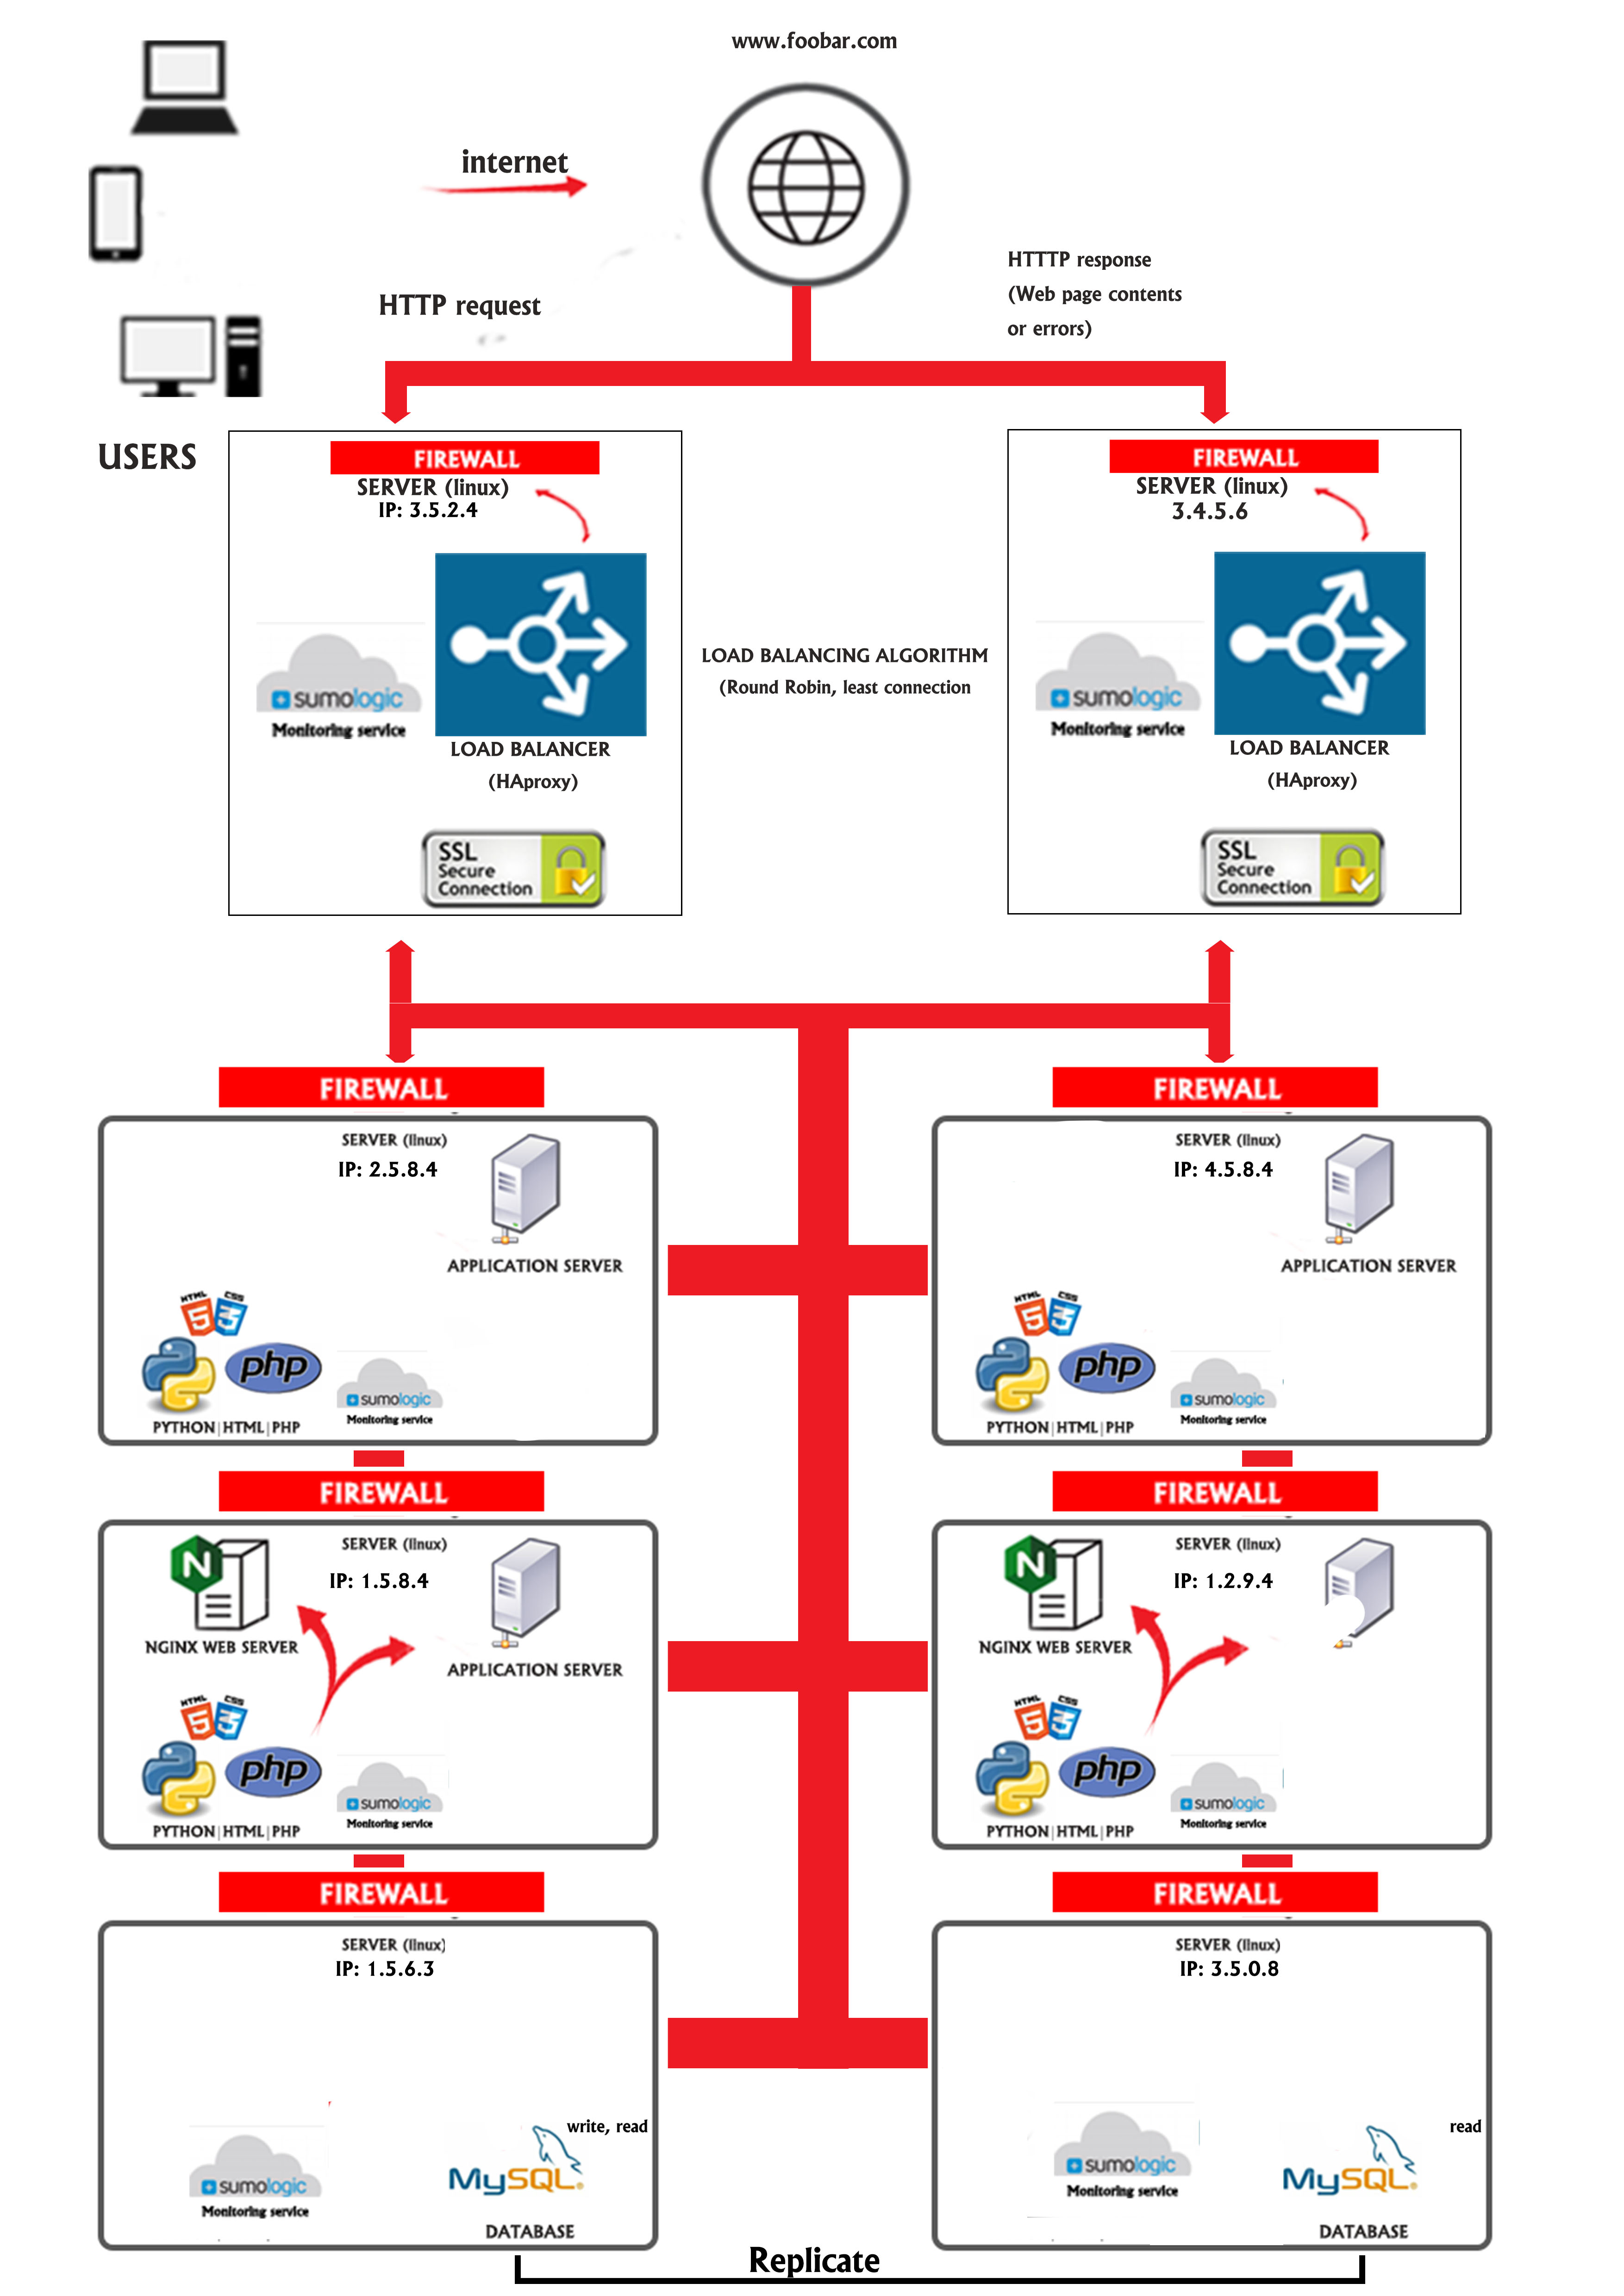 www.foobar.com
internet
HTTP request
HTTTP response
(Web page contents
or errors)
USERS
FIREWALL
SERVER (linux)
IP: 3.5.2.4
sumologic
Monitoring service
LOAD BALANCER
(HAproxy)
SSL
Secure
Connection
LOAD BALANCING ALGORITHM
(Round Robin, least connection
FIREWALL
SERVER (linux)
3.4.5.6
sumologic
Monitoring service
LOAD BALANCER
(HAproxy)
SSL
Secure
Connection
FIREWALL
SERVER (linux)
IP: 2.5.8.4
APPLICATION SERVER
HTML
CSS
5
3
php
sumologic
Monitoring service
PYTHON|HTML|PHP
FIREWALL
SERVER (linux)
IP: 4.5.8.4
APPLICATION SERVER
HTML
CSS
5
3
php
sumologic
Monitoring service
PYTHON|HTML|PHP
FIREWALL
N
SERVER (linux)
IP: 1.5.8.4
NGINX WEB SERVER
APPLICATION SERVER
HTML
CSS
5
3
php
sumologic
Monitoring service
PYTHON|HTML|PHP
FIREWALL
N
SERVER (linux)
IP: 1.2.9.4
NGINX WEB SERVER
HTML
CSS
5
3
php
sumologic
Monitoring service
PYTHON|HTML|PHP
FIREWALL
SERVER (linux)
IP: 1.5.6.3
write, read
sumologic
Monitoring service
MySQL®
DATABASE
FIREWALL
SERVER (linux)
IP: 3.5.0.8
read
sumologic
Monitoring service
MySQL®
DATABASE
Replicate